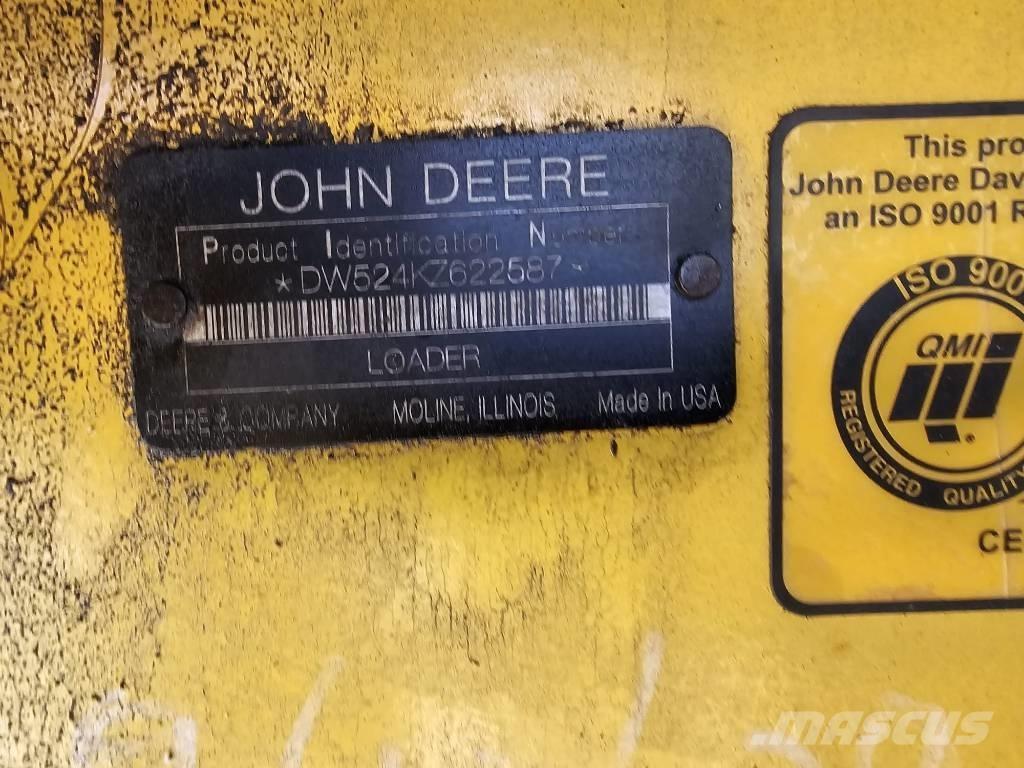 JOHN DEERE
Product Identification Number
*DW524KZ622587*
LOADER
DEERE & COMPANY MOLINE, ILLINOIS Made In USA
This pro
John Deere Dav
an ISO 9001 R
ISO 900
QMI
REGISTERED QUALITY
CE
MASCUS